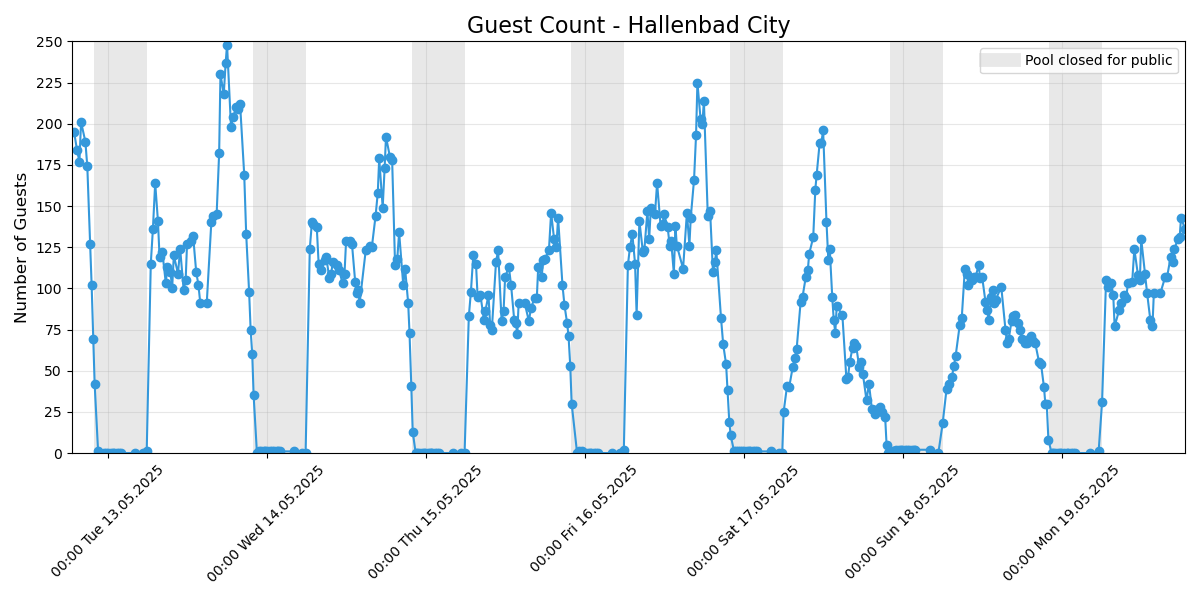 Guest Count - Hallenbad City
Pool closed for public
Number of Guests
250
225
200
175
150
125
100
75
50
25
0
00:00 Tue 13.05.2025
00:00 Wed 14.05.2025
00:00 Thu 15.05.2025
00:00 Fri 16.05.2025
00:00 Sat 17.05.2025
00:00 Sun 18.05.2025
00:00 Mon 19.05.2025